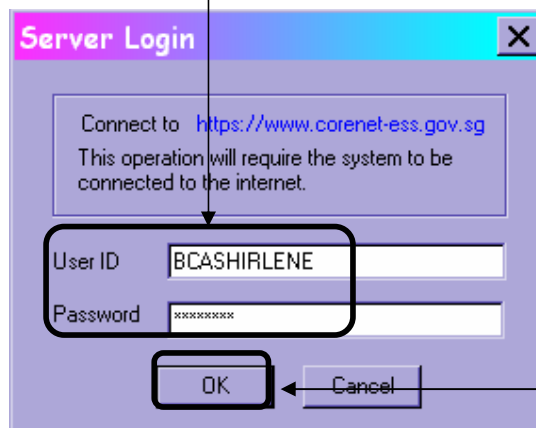 Server Login
Connect to https://www.corenet-ess.gov.sg
This operation will require the system to be
connected to the internet.
User ID BCASHIRLENE
Password ××××××××
OK Cancel